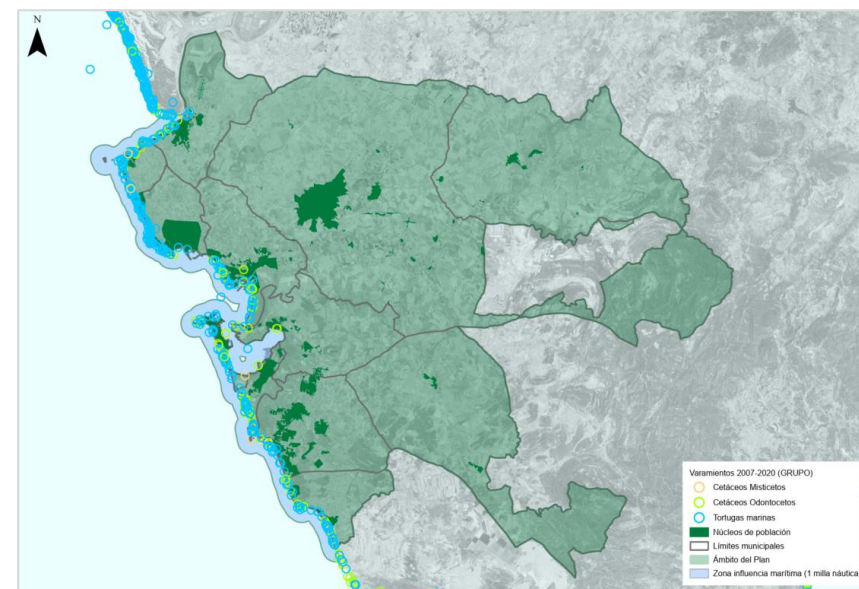 N
Varamientos 2007-2020 (GRUPO)
Cetáceos Misticetos
Cetáceos Odontocetos
Tortugas marinas
Núcleos de población
Límites municipales
Ámbito del Plan
Zona influencia marítima (1 milla náutica